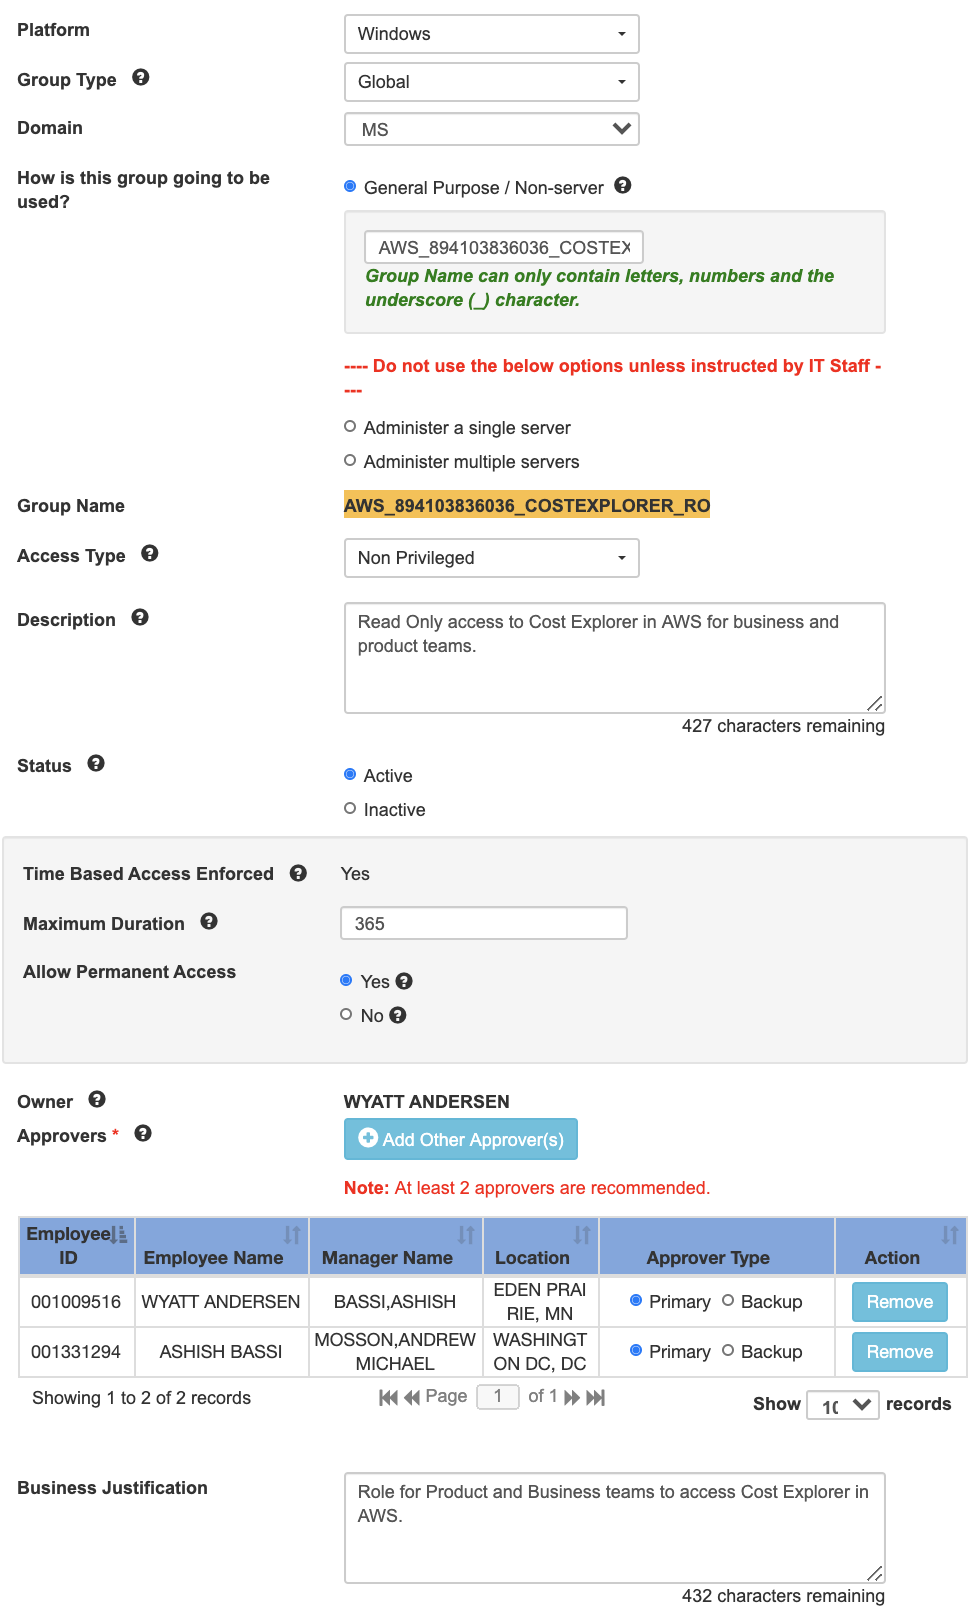 Platform
Windows
Group Type
Global
Domain
MS
How is this group going to be
used?
General Purpose / Non-server
AWS_894103836036_COSTEX
Group Name can only contain letters, numbers and the
underscore (_) character.
---- Do not use the below options unless instructed by IT Staff -
---
Administer a single server
Administer multiple servers
Group Name
AWS_894103836036_COSTEXPLORER_RO
Access Type
Non Privileged
Description
Read Only access to Cost Explorer in AWS for business and
product teams.
427 characters remaining
Status
Active
Inactive
Time Based Access Enforced
Yes
Maximum Duration
365
Allow Permanent Access
Yes
No
Owner
WYATT ANDERSEN
Approvers *
Add Other Approver(s)
Note: At least 2 approvers are recommended.
Employee
ID
Employee Name
Manager Name
Location
Approver Type
Action
001009516
WYATT ANDERSEN
BASSI,ASHISH
EDEN PRAI
RIE, MN
Primary
Backup
Remove
001331294
ASHISH BASSI
MOSSON,ANDREW
MICHAEL
WASHINGT
ON DC, DC
Primary
Backup
Remove
Showing 1 to 2 of 2 records
Page 1 of 1
Show 10 records
Business Justification
Role for Product and Business teams to access Cost Explorer in
AWS.
432 characters remaining